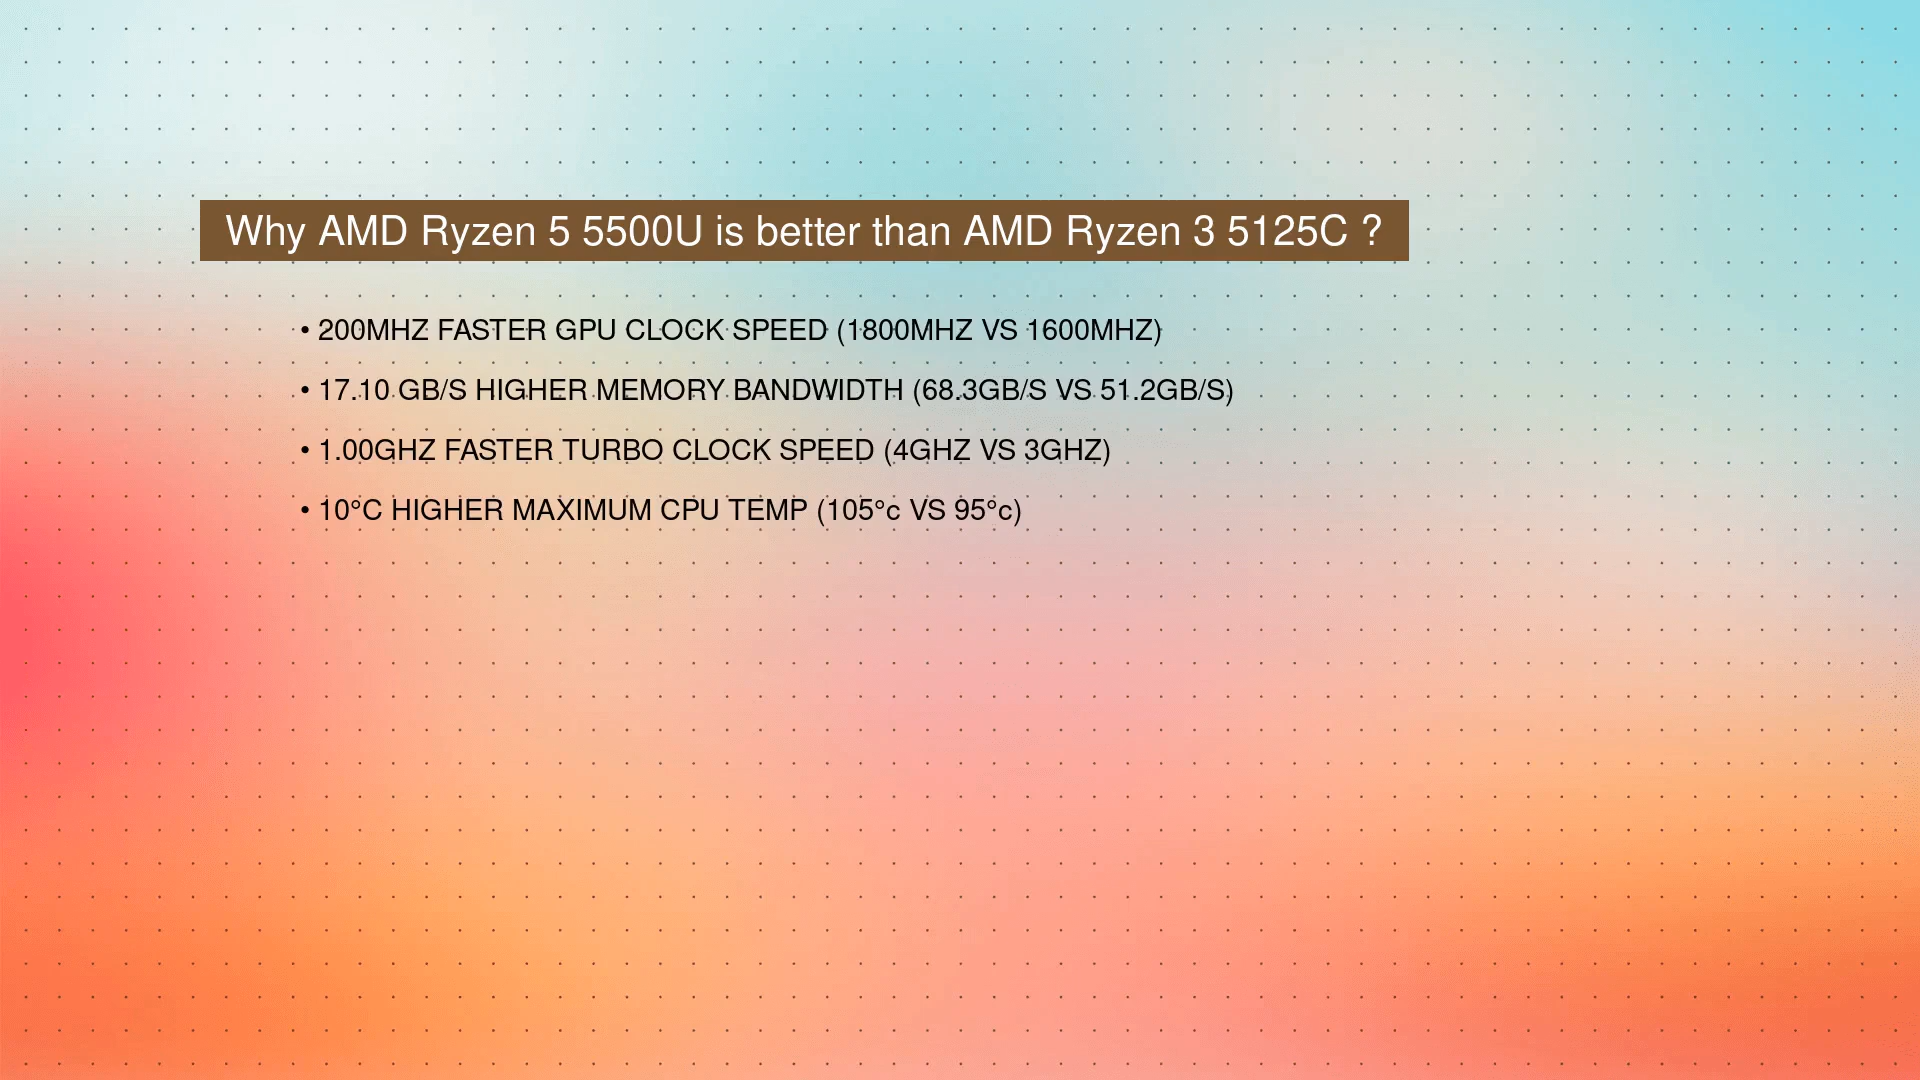 Why AMD Ryzen 5 5500U is better than AMD Ryzen 3 5125C ?
• 200MHZ FASTER GPU CLOCK SPEED (1800MHZ VS 1600MHZ)
• 17.10 GB/S HIGHER MEMORY BANDWIDTH (68.3GB/S VS 51.2GB/S)
• 1.00GHZ FASTER TURBO CLOCK SPEED (4GHZ VS 3GHZ)
• 10°C HIGHER MAXIMUM CPU TEMP (105°c VS 95°c)